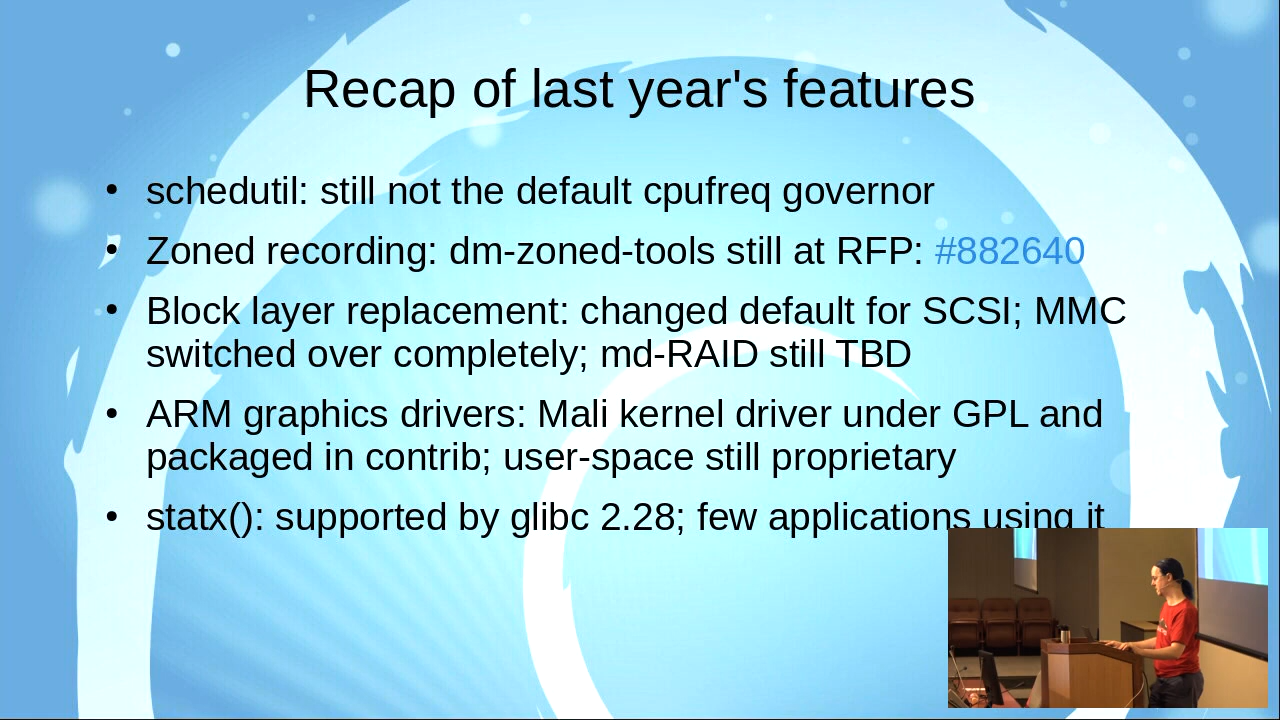 Recap of last year's features
• schedutil: still not the default cpufreq governor
• Zoned recording: dm-zoned-tools still at RFP: #882640
• Block layer replacement: changed default for SCSI; MMC
switched over completely; md-RAID still TBD
• ARM graphics drivers: Mali kernel driver under GPL and
packaged in contrib; user-space still proprietary
• statx(): supported by glibc 2.28; few applications using it